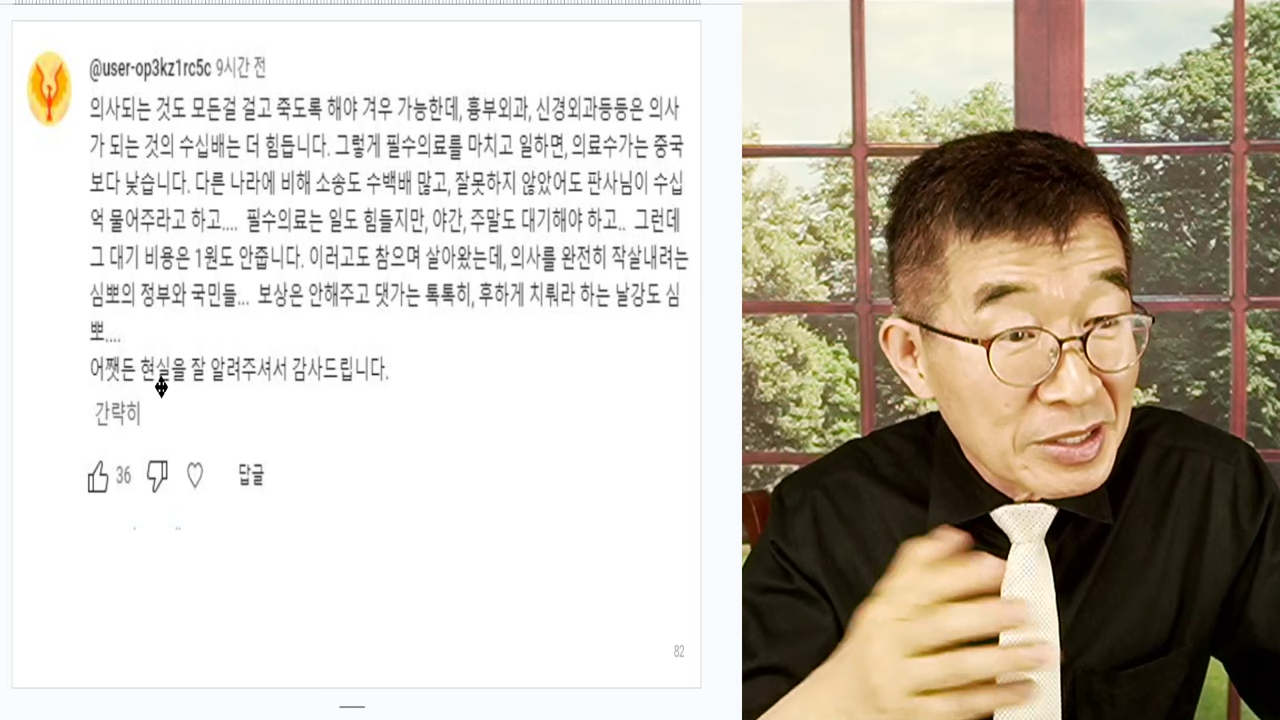 @user-op3kz1rc5c 9시간 전
의사되는 것도 모든걸 걸고 죽도록 해야 겨우 가능한데, 흉부외과, 신경외과등등은 의사
가 되는 것의 수십배는 더 힘듭니다. 그렇게 필수의료를 마치고 일하면, 의료수가는 중국
보다 낮습니다. 다른 나라에 비해 소송도 수백배 많고, 잘못하지 않았어도 판사님이 수십
억 물어주라고 하고.... 필수의료는 일도 힘들지만, 야간, 주말도 대기해야 하고.. 그런데
그 대기 비용은 1원도 안줍니다. 이러고도 참으며 살아왔는데, 의사를 완전히 작살내려는
심뽀의 정부와 국민들... 보상은 안해주고 댓가는 톡톡히, 후하게 치뤄라 하는 날강도 심
뽀....
어쨋든 현실을 잘 알려주셔서 감사드립니다.
간략히
36 답글
82